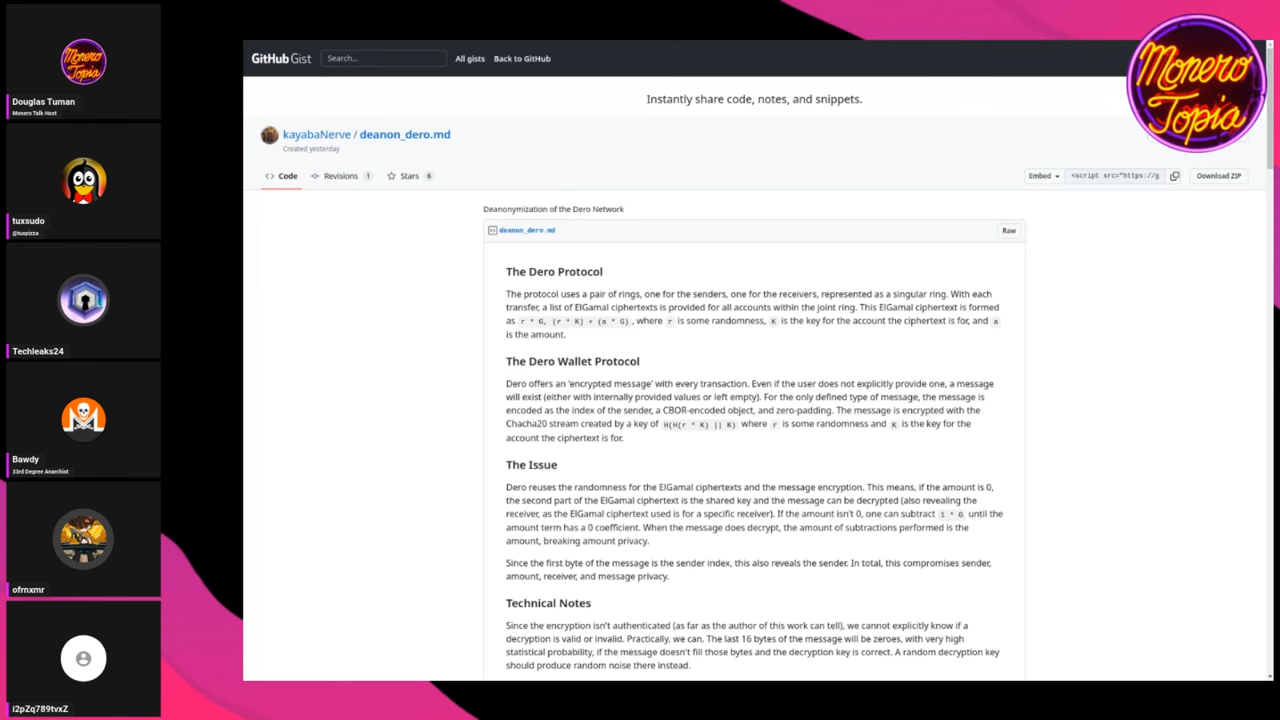 Monero
Topia
Douglas Tuman
Monero Talk Host
tuxsudo
@tuxpizza
Techleaks24
Bawdy
33rd Degree Anarchist
ofrnxmr
i2pZq789tvxZ
GitHub Gist
Search...
All gists
Back to GitHub
Monero
Topia
Instantly share code, notes, and snippets.
kayabaNerve / deanon_dero.md
Created yesterday
<> Code
Revisions 1
Stars 6
Embed
<script src="https://g
Download ZIP
Deanonymization of the Dero Network
deanon_dero.md
Raw
The Dero Protocol
The protocol uses a pair of rings, one for the senders, one for the receivers, represented as a singular ring. With each
transfer, a list of ElGamal ciphertexts is provided for all accounts within the joint ring. This ElGamal ciphertext is formed
as r * G, (r * K) + (a * G), where r is some randomness, K is the key for the account the ciphertext is for, and a
is the amount.
The Dero Wallet Protocol
Dero offers an 'encrypted message' with every transaction. Even if the user does not explicitly provide one, a message
will exist (either with internally provided values or left empty). For the only defined type of message, the message is
encoded as the index of the sender, a CBOR-encoded object, and zero-padding. The message is encrypted with the
Chacha20 stream created by a key of H(H(r * K) || K) where r is some randomness and K is the key for the
account the ciphertext is for.
The Issue
Dero reuses the randomness for the ElGamal ciphertexts and the message encryption. This means, if the amount is 0,
the second part of the ElGamal ciphertext is the shared key and the message can be decrypted (also revealing the
receiver, as the ElGamal ciphertext used is for a specific receiver). If the amount isn't 0, one can subtract 1 * G until the
amount term has a 0 coefficient. When the message does decrypt, the amount of subtractions performed is the
amount, breaking amount privacy.
Since the first byte of the message is the sender index, this also reveals the sender. In total, this compromises sender,
amount, receiver, and message privacy.
Technical Notes
Since the encryption isn't authenticated (as far as the author of this work can tell), we cannot explicitly know if a
decryption is valid or invalid. Practically, we can. The last 16 bytes of the message will be zeroes, with very high
statistical probability, if the message doesn't fill those bytes and the decryption key is correct. A random decryption key
should produce random noise there instead.